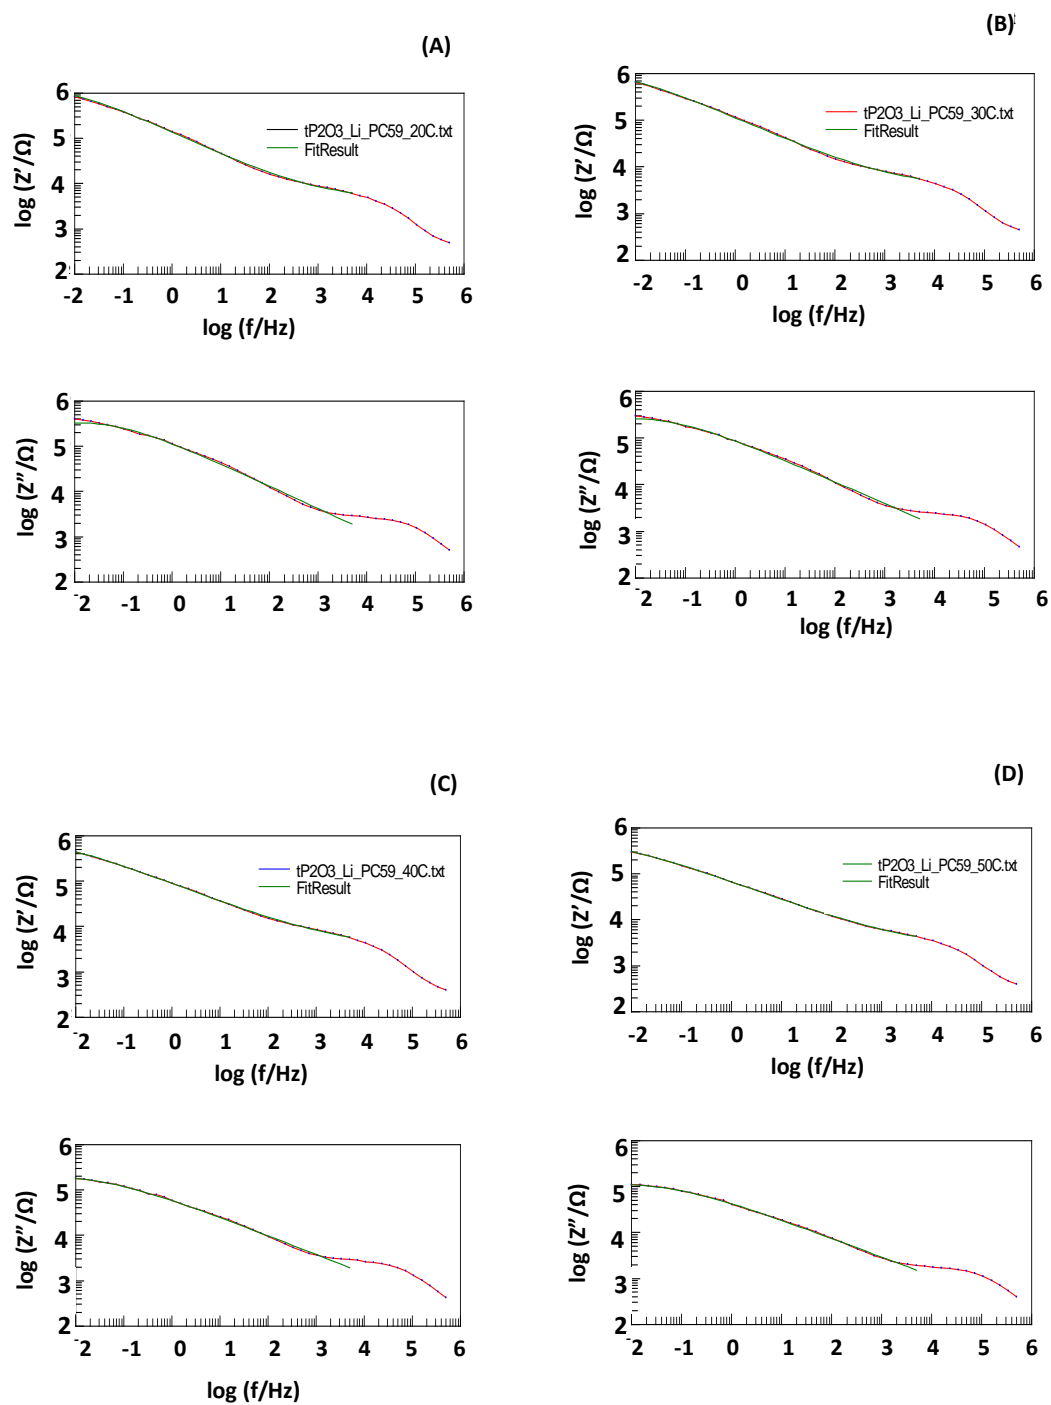 (A)
6
5
4
3
2
log (Z'/Ω)
tP2O3_Li_PC59_20C.txt
FitResult
-2 -1 0 1 2 3 4 5 6
log (f/Hz)
6
5
4
3
2
log (Z''/Ω)
-2 -1 0 1 2 3 4 5 6
(B)
6
5
4
3
2
log (Z'/Ω)
tP2O3_Li_PC59_30C.txt
FitResult
-2 -1 0 1 2 3 4 5 6
log (f/Hz)
6
5
4
3
2
log (Z''/Ω)
-2 -1 0 1 2 3 4 5 6
log (f/Hz)
(C)
6
5
4
3
2
log (Z'/Ω)
tP2O3_Li_PC59_40C.txt
FitResult
-2 -1 0 1 2 3 4 5 6
log (f/Hz)
6
5
4
3
2
log (Z''/Ω)
-2 -1 0 1 2 3 4 5 6
log (f/Hz)
(D)
6
5
4
3
2
log (Z'/Ω)
tP2O3_Li_PC59_50C.txt
FitResult
-2 -1 0 1 2 3 4 5 6
log (f/Hz)
6
5
4
3
2
log (Z''/Ω)
-2 -1 0 1 2 3 4 5 6